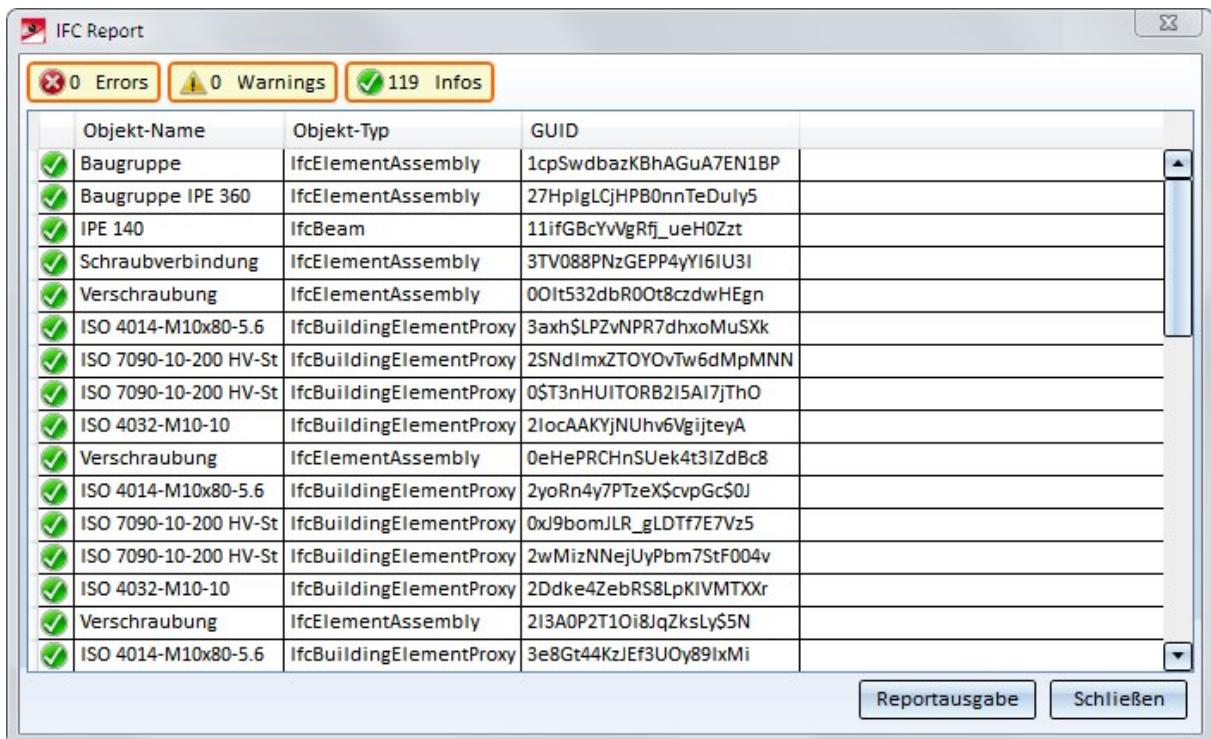 IFC Report
0 Errors 0 Warnings 119 Infos
Objekt-Name Objekt-Typ GUID
Baugruppe IfcElementAssembly 1cpSwdbazKBhAGuA7EN1BP
Baugruppe IPE 360 IfcElementAssembly 27HpIgLCjHPB0nnTeDuIy5
IPE 140 IfcBeam 11ifGBcYvVgRfj_ueH0Zzt
Schraubverbindung IfcElementAssembly 3TV088PNzGEPP4yYI6IU3I
Verschraubung IfcElementAssembly 0OIt532dbR0Ot8czdwHEgn
ISO 4014-M10x80-5.6 IfcBuildingElementProxy 3axh$LPZvNPR7dhxoMuSXk
ISO 7090-10-200 HV-St IfcBuildingElementProxy 2SNdImxZTOYOvTw6dMpMNN
ISO 7090-10-200 HV-St IfcBuildingElementProxy 0$T3nHUITORB2I5AI7jThO
ISO 4032-M10-10 IfcBuildingElementProxy 2IocAAKYjNUhv6VgijteyA
Verschraubung IfcElementAssembly 0eHePRCHnSUek4t3IZdBc8
ISO 4014-M10x80-5.6 IfcBuildingElementProxy 2yoRn4y7PTzeX$cvpGc$0J
ISO 7090-10-200 HV-St IfcBuildingElementProxy 0xJ9bomJLR_gLDTf7E7Vz5
ISO 7090-10-200 HV-St IfcBuildingElementProxy 2wMizNNejUyPbm7StF004v
ISO 4032-M10-10 IfcBuildingElementProxy 2Ddke4ZebRS8LpKIVMTXXr
Verschraubung IfcElementAssembly 2I3A0P2T1Oi8JqZksLy$5N
ISO 4014-M10x80-5.6 IfcBuildingElementProxy 3e8Gt44KzJEf3UOy89IxMi
Reportausgabe Schließen